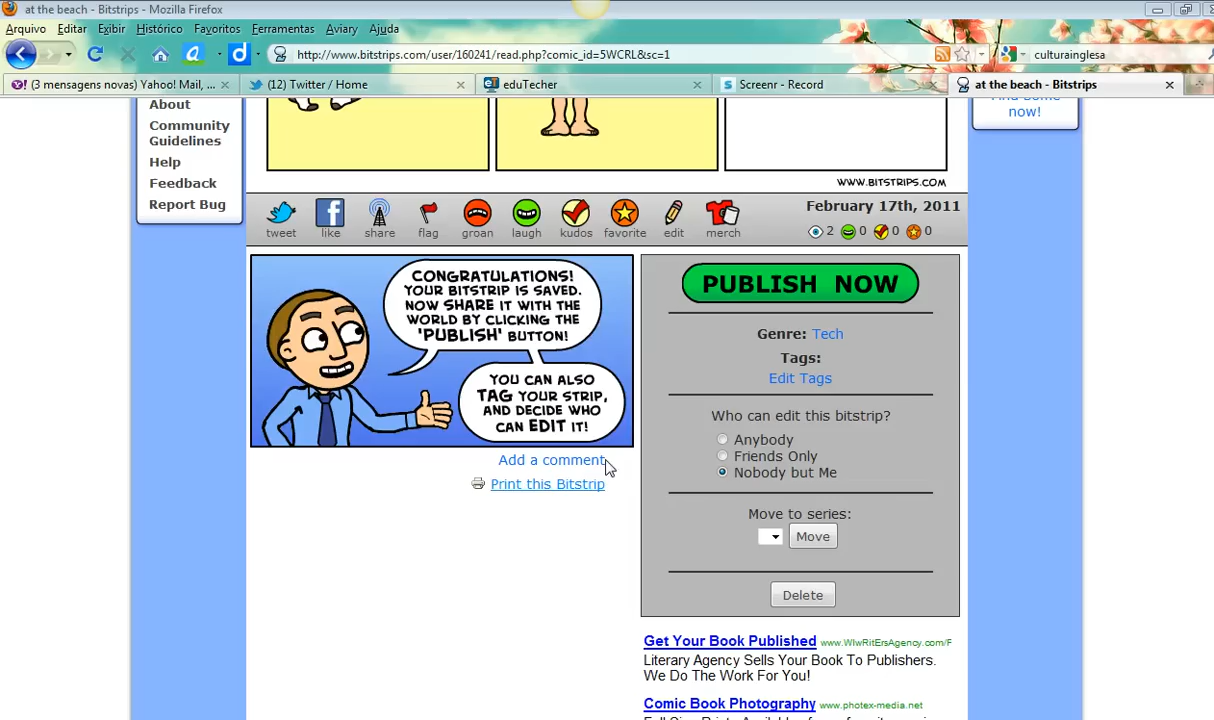 at the beach - Bitstrips - Mozilla Firefox
Arquivo Editar Exibir Histórico Favoritos Ferramentas Aviary Ajuda
http://www.bitstrips.com/user/160241/read.php?comic_id=5WCRL&sc=1
culturainglesa
(3 mensagens novas) Yahoo! Mail, ...
(12) Twitter / Home
eduTecher
Screenr - Record
at the beach - Bitstrips
About
Community
Guidelines
Help
Feedback
Report Bug
now!
WWW.BITSTRIPS.COM
tweet like share flag groan laugh kudos favorite edit merch
February 17th, 2011
2 0 0 0
CONGRATULATIONS!
YOUR BITSTRIP IS SAVED.
NOW SHARE IT WITH THE
WORLD BY CLICKING THE
'PUBLISH' BUTTON!
YOU CAN ALSO
TAG YOUR STRIP,
AND DECIDE WHO
CAN EDIT IT!
Add a comment
Print this Bitstrip
PUBLISH NOW
Genre: Tech
Tags:
Edit Tags
Who can edit this bitstrip?
Anybody
Friends Only
Nobody but Me
Move to series:
Move
Delete
Get Your Book Published www.WlwRitErsAgency.com/F
Literary Agency Sells Your Book To Publishers.
We Do The Work For You!
Comic Book Photography www.photex-media.net